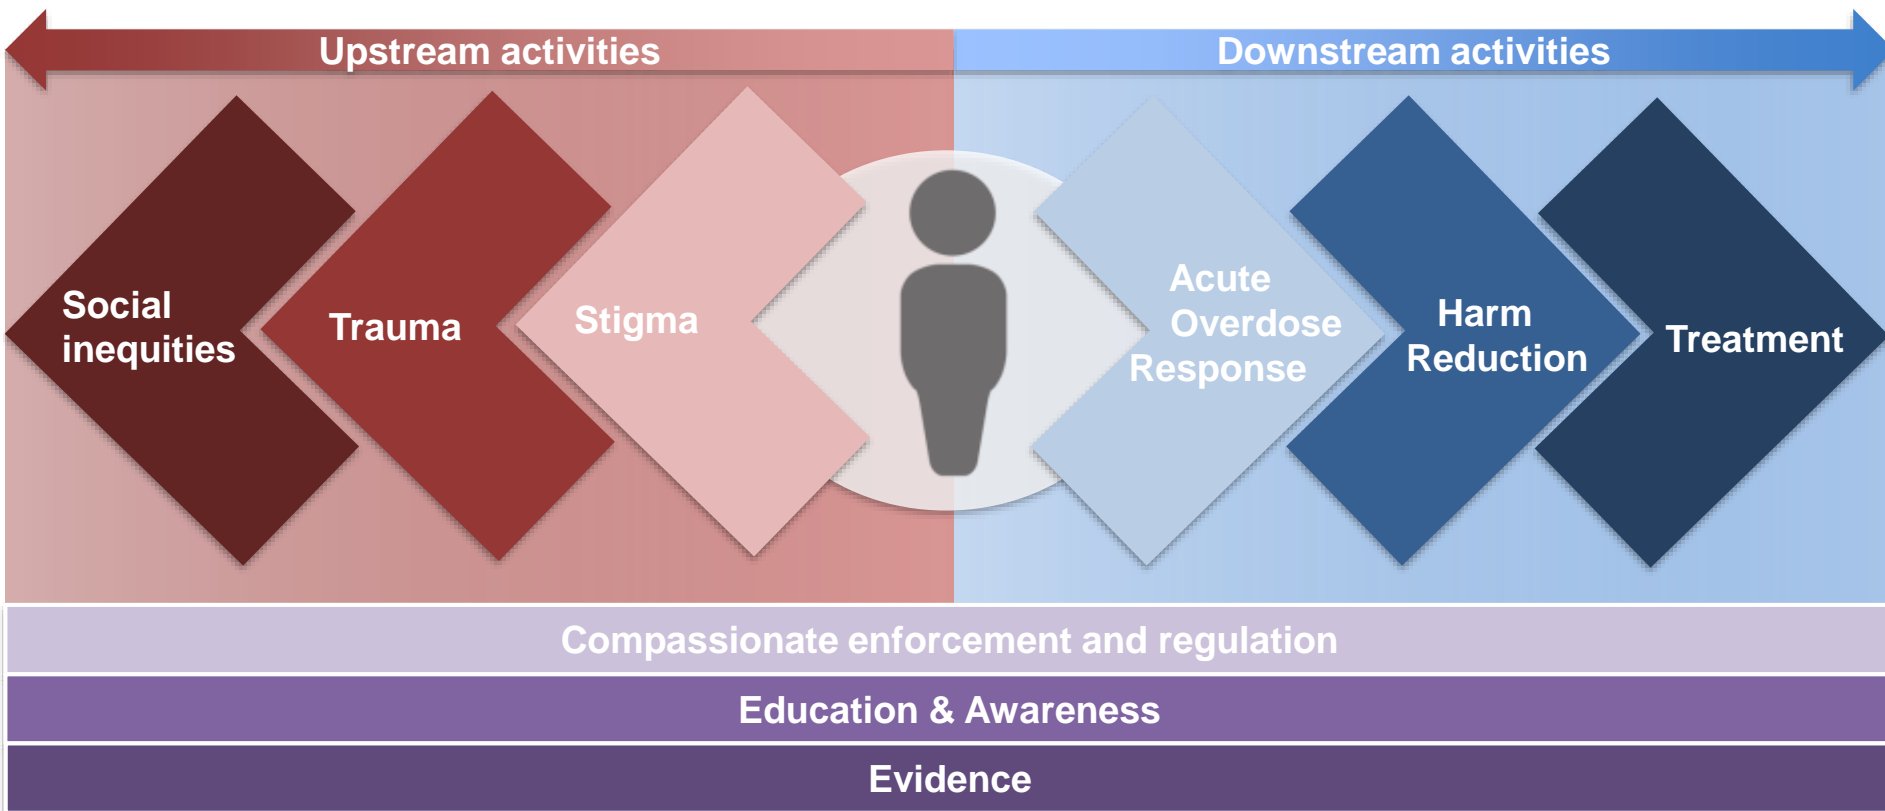 Upstream activities
Downstream activities
Social
inequities
Trauma
Stigma
Acute
Overdose
Response
Harm
Reduction
Treatment
Compassionate enforcement and regulation
Education & Awareness
Evidence